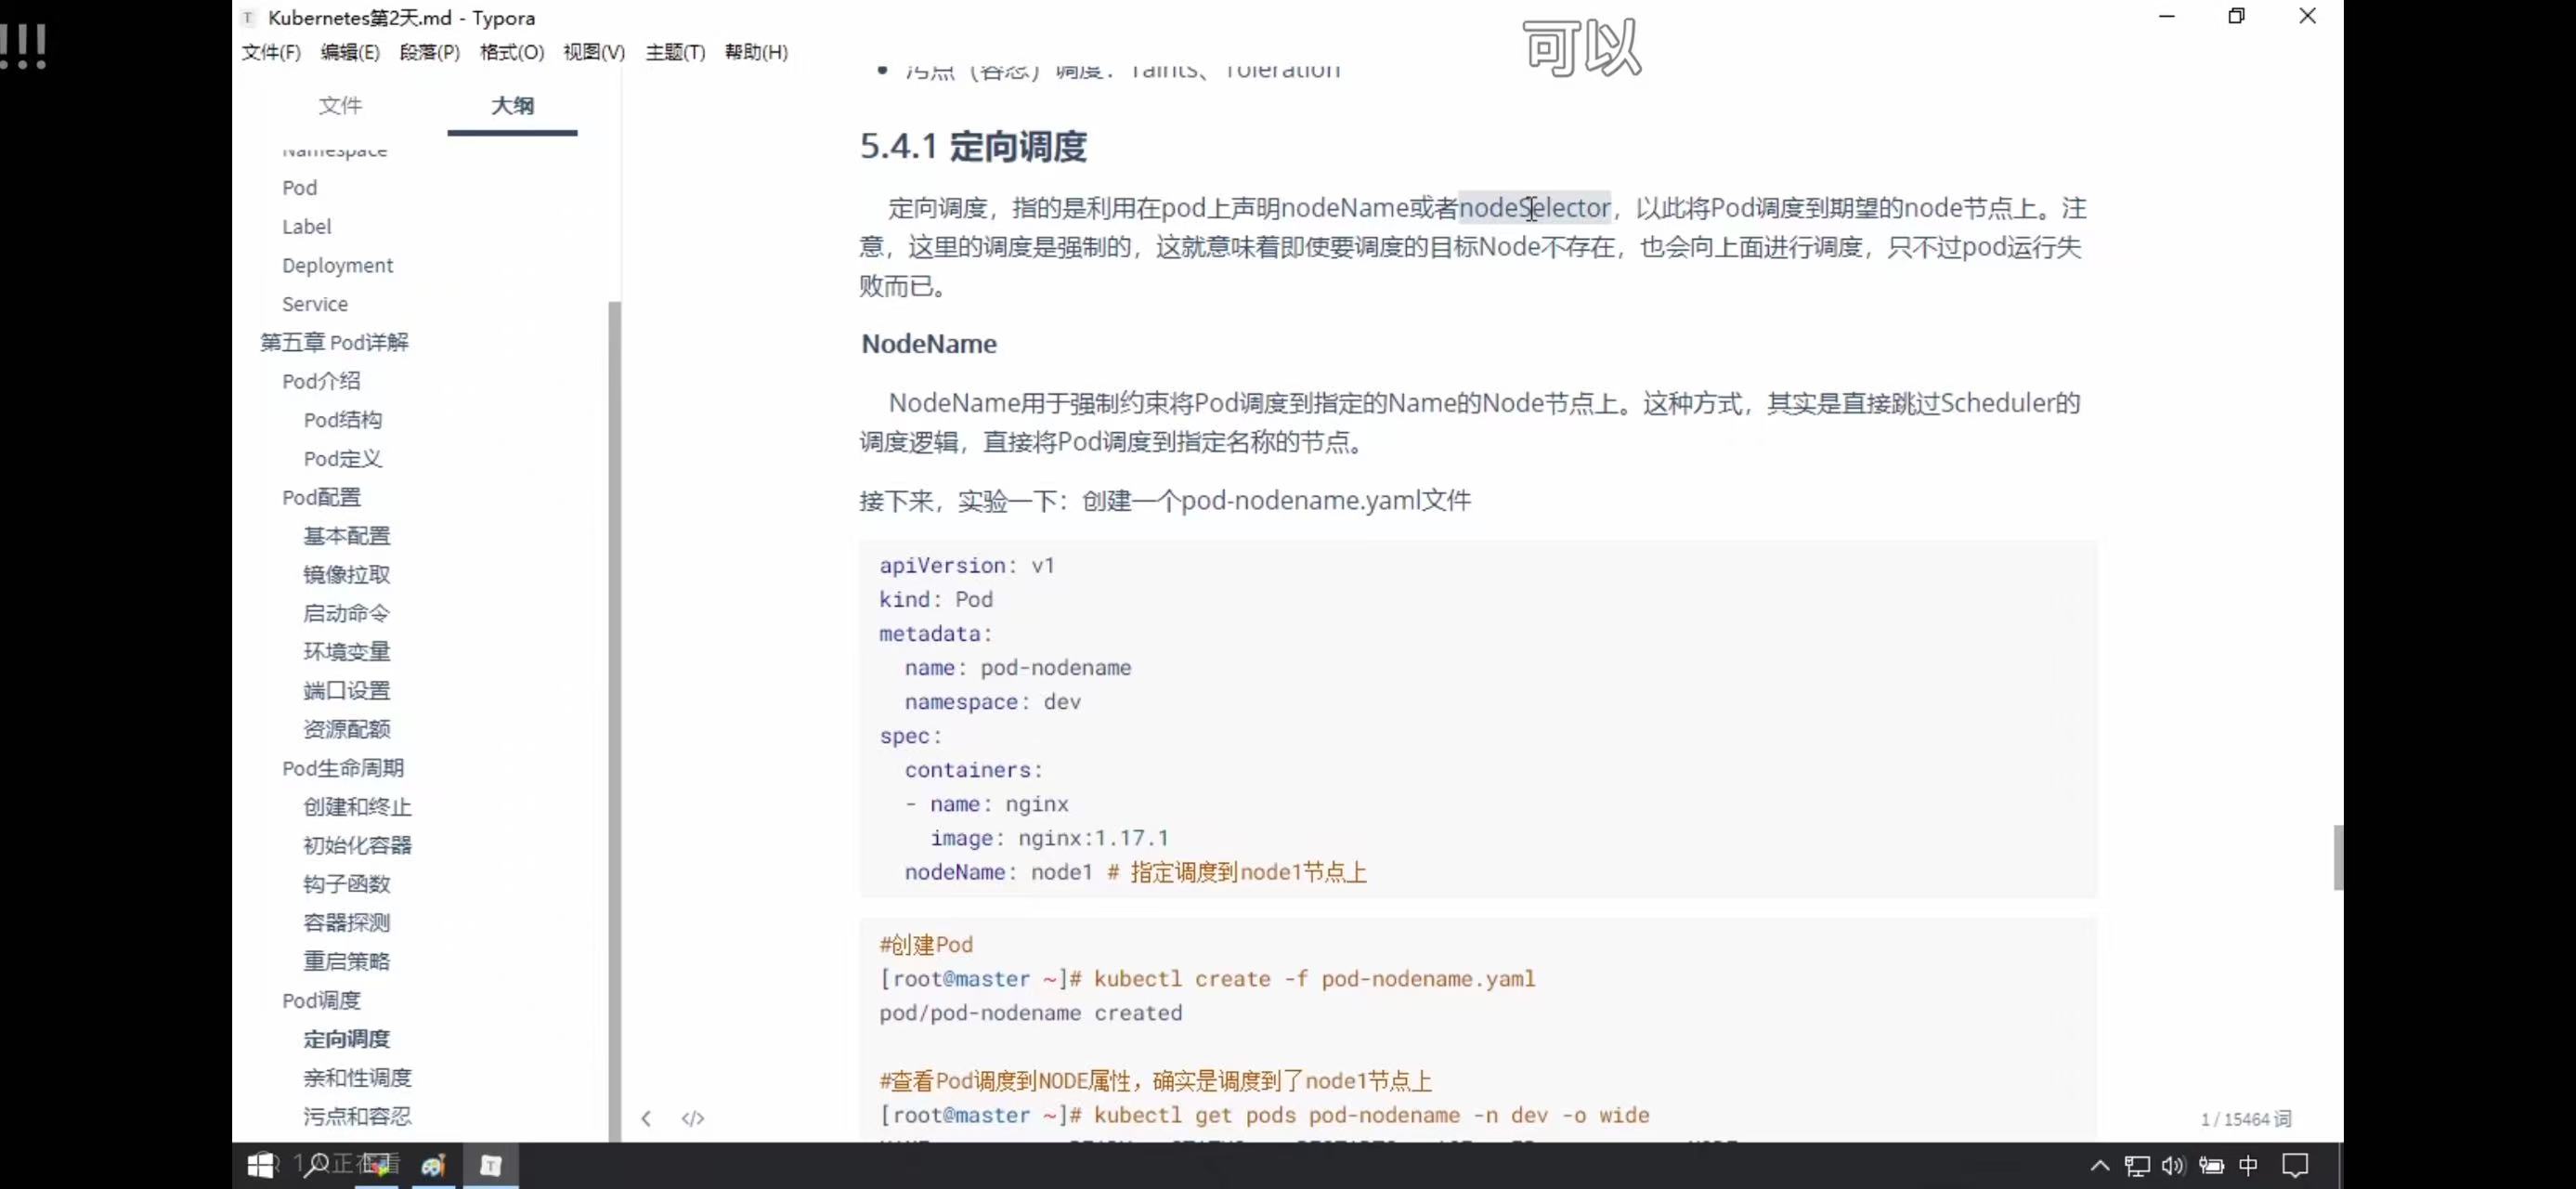 !!!
Kubernetes第2天.md - Typora
可以
文件(F) 编辑(E) 段落(P) 格式(O) 视图(V) 主题(T) 帮助(H)
文件 大纲
Namespace
Pod
Label
Deployment
Service
第五章 Pod详解
Pod介绍
Pod结构
Pod定义
Pod配置
基本配置
镜像拉取
启动命令
环境变量
端口设置
资源配额
Pod生命周期
创建和终止
初始化容器
钩子函数
容器探测
重启策略
Pod调度
定向调度
亲和性调度
污点和容忍
• 污点（容忍）调度：Taints、Toleration
5.4.1 定向调度
定向调度，指的是利用在pod上声明nodeName或者nodeSelector，以此将Pod调度到期望的node节点上。注
意，这里的调度是强制的，这就意味着即使要调度的目标Node不存在，也会向上面进行调度，只不过pod运行失
败而已。
NodeName
NodeName用于强制约束将Pod调度到指定的Name的Node节点上。这种方式，其实是直接跳过Scheduler的
调度逻辑，直接将Pod调度到指定名称的节点。
接下来，实验一下：创建一个pod-nodename.yaml文件
apiVersion: v1
kind: Pod
metadata:
  name: pod-nodename
  namespace: dev
spec:
  containers:
  - name: nginx
    image: nginx:1.17.1
  nodeName: node1 # 指定调度到node1节点上
#创建Pod
[root@master ~]# kubectl create -f pod-nodename.yaml
pod/pod-nodename created
#查看Pod调度到NODE属性，确实是调度到了node1节点上
[root@master ~]# kubectl get pods pod-nodename -n dev -o wide
1 / 15464 词
中